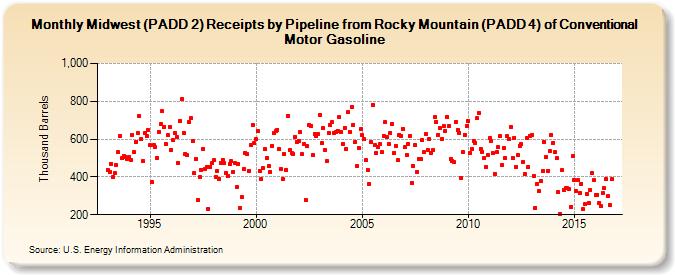 Monthly Midwest (PADD 2) Receipts by Pipeline from Rocky Mountain (PADD 4) of Conventional
Motor Gasoline
Thousand Barrels
1,000
800
600
400
200
1995
2000
2005
2010
2015
Source: U.S. Energy Information Administration